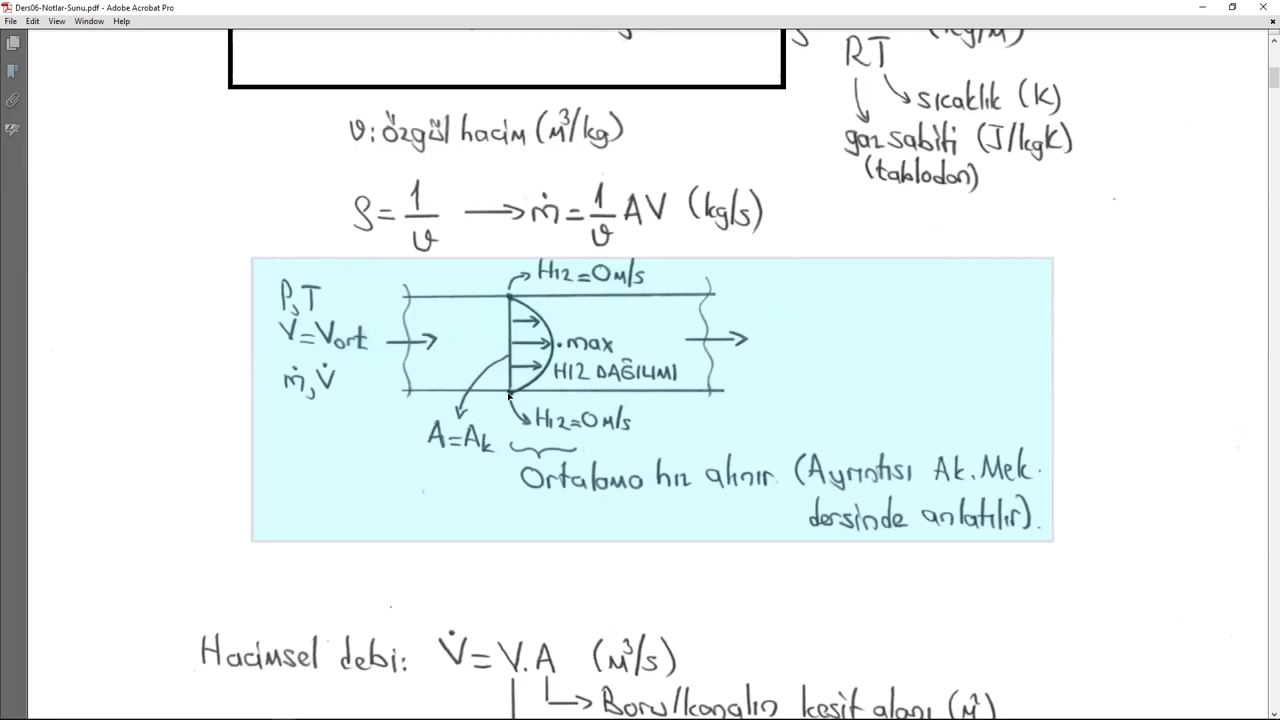 Ders06-Notlar-Sunu.pdf - Adobe Acrobat Pro
File Edit View Window Help
RT
sıcaklık (K)
gaz sabiti (J/kgK)
(tablodan)
ʋ: özgül hacim (m³/kg)
ρ = 1/ʋ → ṁ = 1/ʋ AV (kg/s)
Hız=0 m/s
P, T
V=Vort
ṁ, V̇
max
HIZ DAĞILIMI
Hız=0 m/s
A=Ak
Ortalama hız alınır. (Ayrıntısı Ak. Mek.
dersinde anlatılır).
Hacimsel debi: V̇ = V.A (m³/s)
Boru/kanalın kesit alanı (m²)